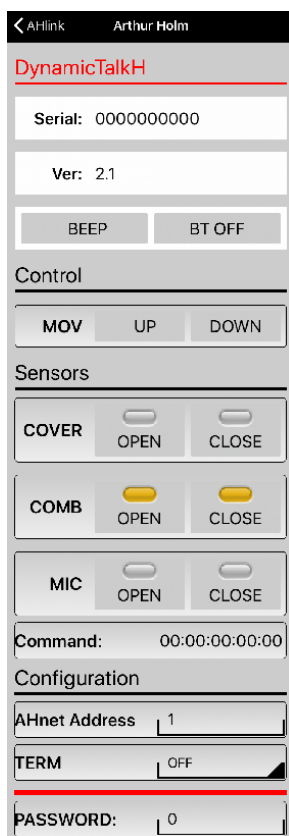 AHlink Arthur Holm
DynamicTalkH
Serial: 0000000000
Ver: 2.1
BEEP BT OFF
Control
MOV UP DOWN
Sensors
COVER OPEN CLOSE
COMB OPEN CLOSE
MIC OPEN CLOSE
Command: 00:00:00:00:00
Configuration
AHnet Address 1
TERM OFF
PASSWORD: 0